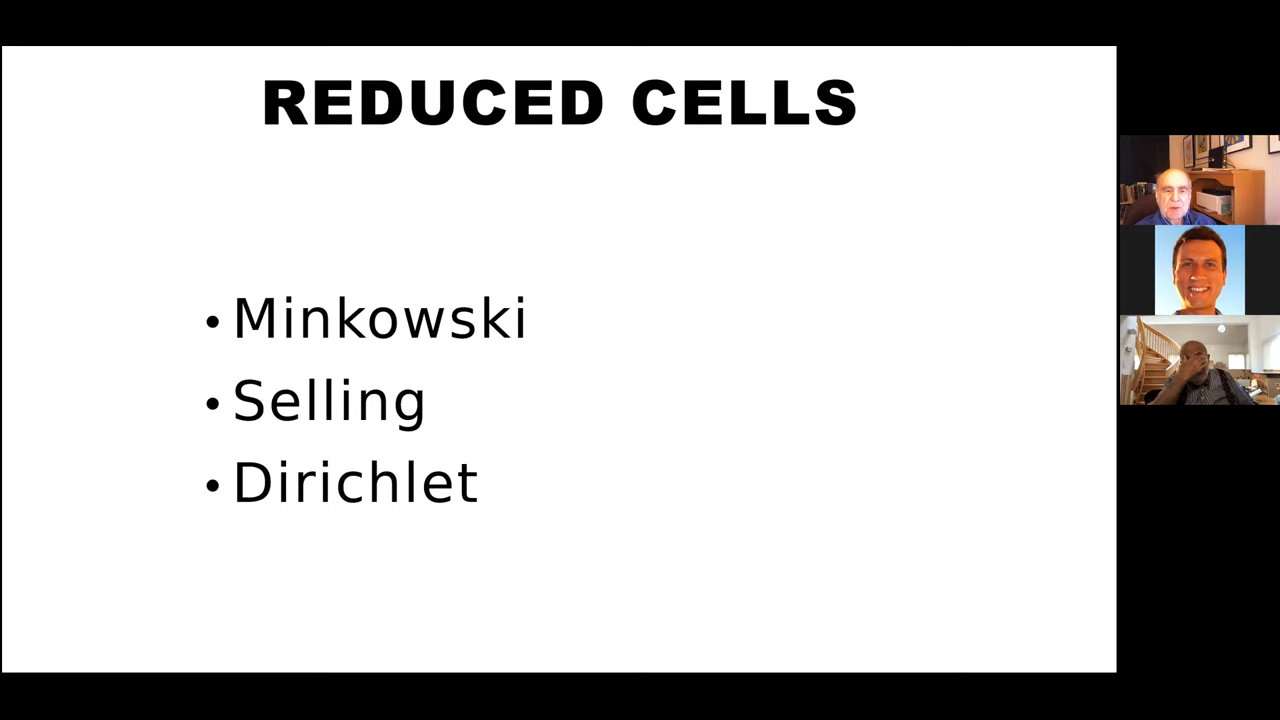 REDUCED CELLS
• Minkowski
• Selling
• Dirichlet